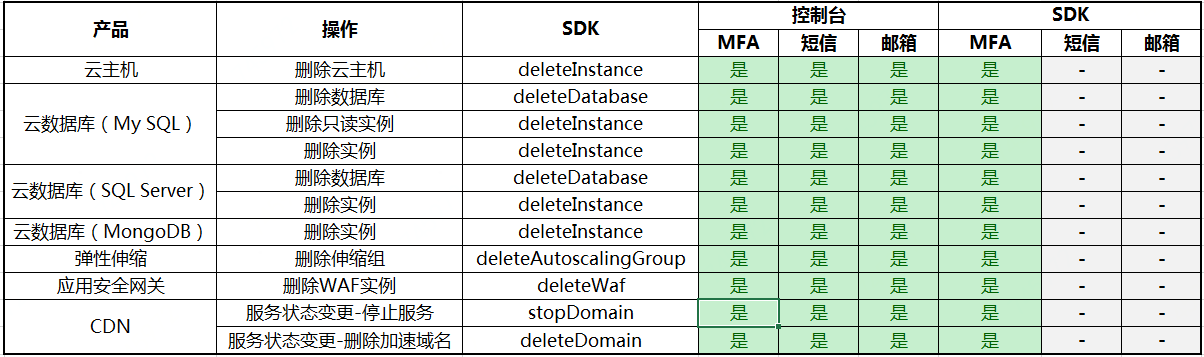 产品 操作 SDK 控制台 SDK
MFA 短信 邮箱 MFA 短信 邮箱
云主机 删除云主机 deleteInstance 是 是 是 是 - -
云数据库（My SQL） 删除数据库 deleteDatabase 是 是 是 是 - -
删除只读实例 deleteInstance 是 是 是 是 - -
删除实例 deleteInstance 是 是 是 是 - -
云数据库（SQL Server） 删除数据库 deleteDatabase 是 是 是 是 - -
删除实例 deleteInstance 是 是 是 是 - -
云数据库（MongoDB） 删除实例 deleteInstance 是 是 是 是 - -
弹性伸缩 删除伸缩组 deleteAutoscalingGroup 是 是 是 是 - -
应用安全网关 删除WAF实例 deleteWaf 是 是 是 是 - -
CDN 服务状态变更-停止服务 stopDomain 是 是 是 是 - -
服务状态变更-删除加速域名 deleteDomain 是 是 是 是 - -